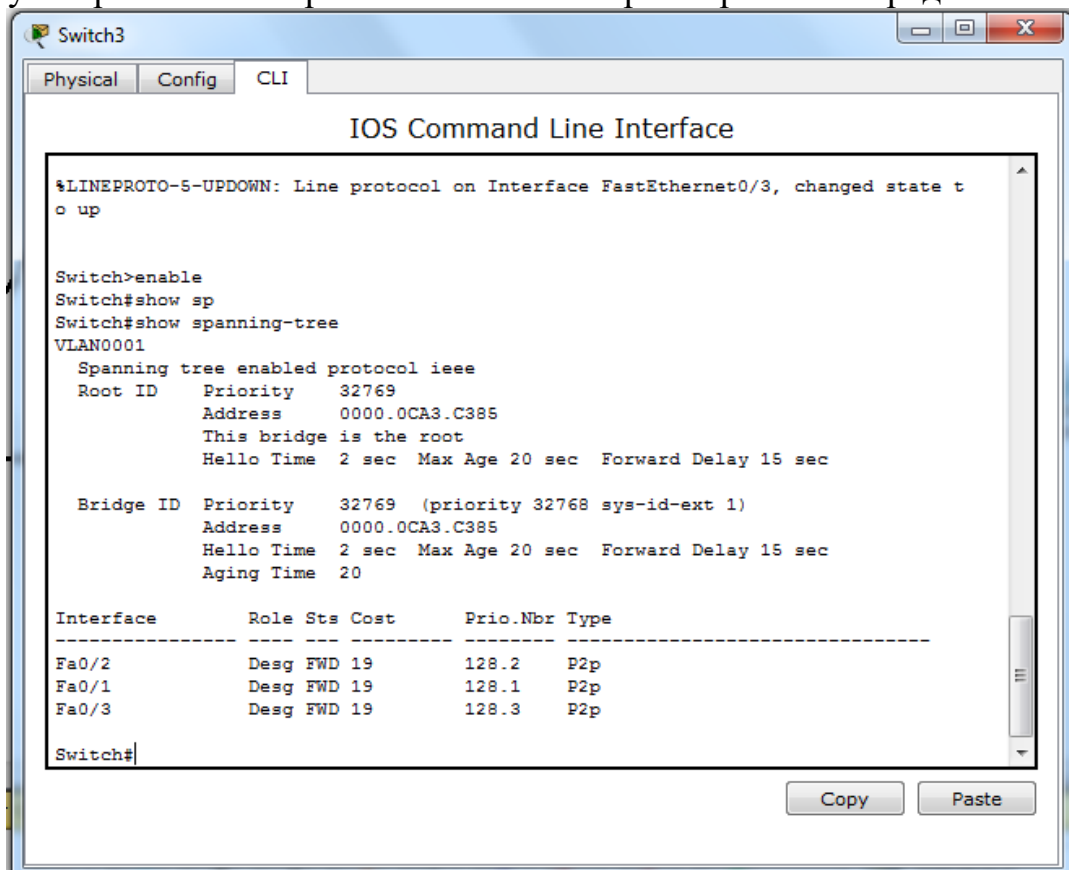 Switch3
Physical Config CLI
IOS Command Line Interface
%LINEPROTO-5-UPDOWN: Line protocol on Interface FastEthernet0/3, changed state t
o up
Switch>enable
Switch#show sp
Switch#show spanning-tree
VLAN0001
  Spanning tree enabled protocol ieee
  Root ID    Priority    32769
             Address     0000.0CA3.C385
             This bridge is the root
             Hello Time  2 sec  Max Age 20 sec  Forward Delay 15 sec
  Bridge ID  Priority    32769  (priority 32768 sys-id-ext 1)
             Address     0000.0CA3.C385
             Hello Time  2 sec  Max Age 20 sec  Forward Delay 15 sec
             Aging Time  20
Interface        Role Sts Cost      Prio.Nbr Type
---------------- ---- --- --------- -------- --------------------------------
Fa0/2            Desg FWD 19        128.2    P2p
Fa0/1            Desg FWD 19        128.1    P2p
Fa0/3            Desg FWD 19        128.3    P2p
Switch#
Copy Paste